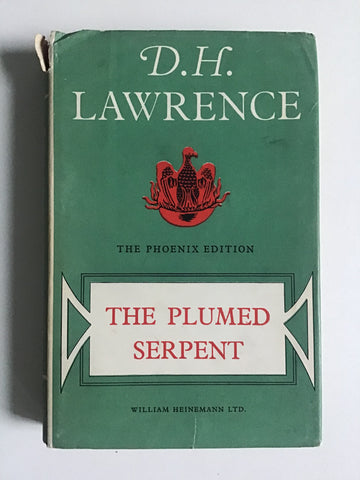 D.H.
LAWRENCE
THE PHOENIX EDITION
THE PLUMED
SERPENT
WILLIAM HEINEMANN LTD.